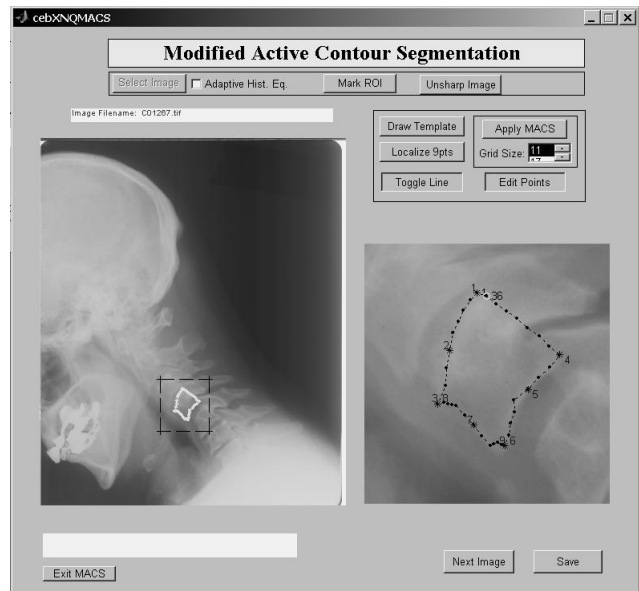 cebXNQMACS
Modified Active Contour Segmentation
Select Image Adaptive Hist. Eq. Mark ROI Unsharp Image
Image Filename: C01267.tif
Draw Template Apply MACS
Localize 9pts Grid Size: 11
Toggle Line Edit Points
1 36
2
4
3 8
5
7
9 6
Next Image Save
Exit MACS